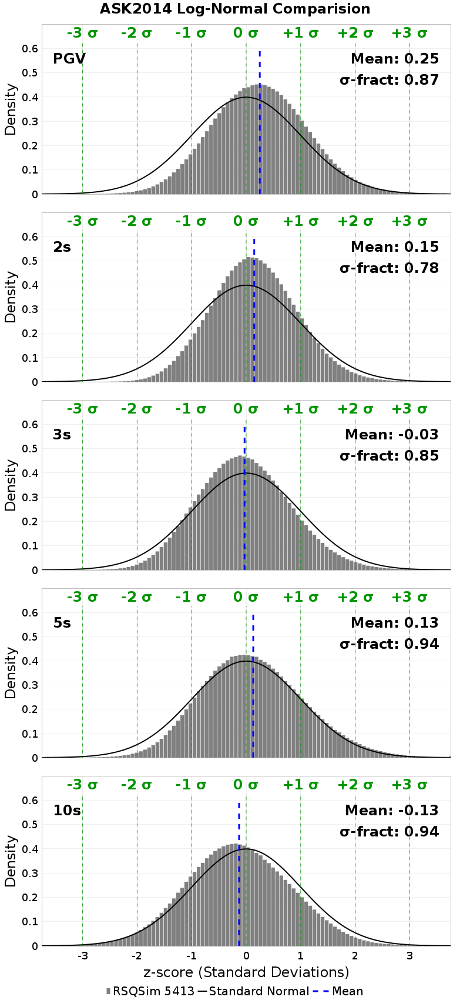 ASK2014 Log-Normal Comparision
-3 σ -2 σ -1 σ 0 σ +1 σ +2 σ +3 σ
PGV
Mean: 0.25
σ-fract: 0.87
Density
0.6
0.5
0.4
0.3
0.2
0.1
0
-3 σ -2 σ -1 σ 0 σ +1 σ +2 σ +3 σ
2s
Mean: 0.15
σ-fract: 0.78
Density
0.6
0.5
0.4
0.3
0.2
0.1
0
-3 σ -2 σ -1 σ 0 σ +1 σ +2 σ +3 σ
3s
Mean: -0.03
σ-fract: 0.85
Density
0.6
0.5
0.4
0.3
0.2
0.1
0
-3 σ -2 σ -1 σ 0 σ +1 σ +2 σ +3 σ
5s
Mean: 0.13
σ-fract: 0.94
Density
0.6
0.5
0.4
0.3
0.2
0.1
0
-3 σ -2 σ -1 σ 0 σ +1 σ +2 σ +3 σ
10s
Mean: -0.13
σ-fract: 0.94
Density
0.6
0.5
0.4
0.3
0.2
0.1
0
-3 -2 -1 0 1 2 3
z-score (Standard Deviations)
RSQSim 5413 Standard Normal Mean